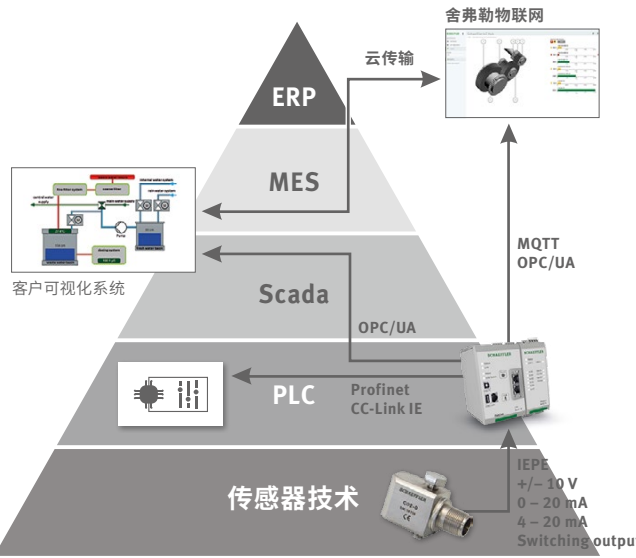 舍弗勒物联网
云传输
ERP
MES
客户可视化系统
MQTT
OPC/UA
Scada
OPC/UA
SCHAEFFLER
PLC
Profinet
CC-Link IE
传感器技术
IEPE
+/– 10 V
0 – 20 mA
4 – 20 mA
Switching outpu